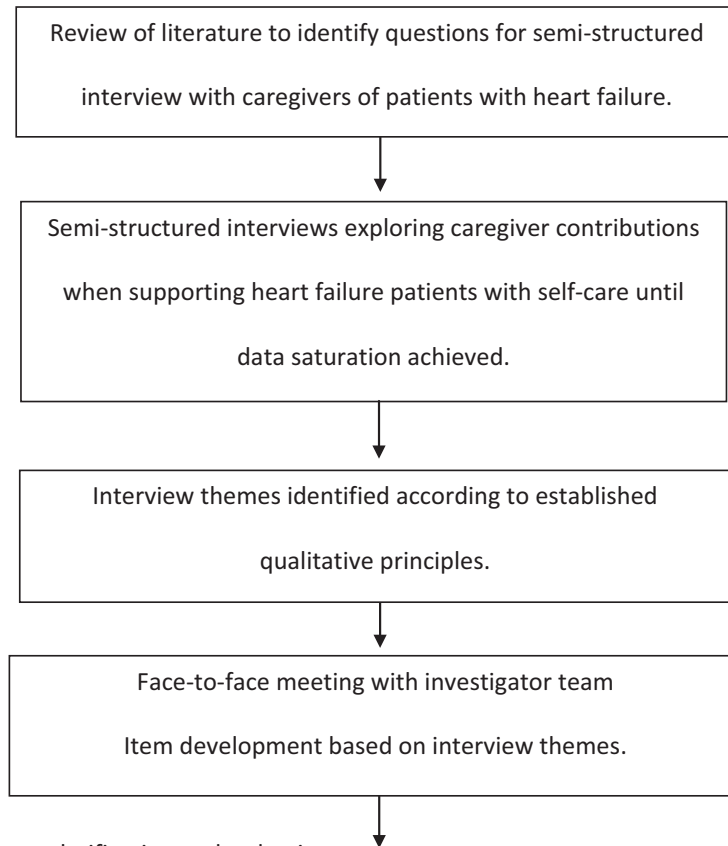 Review of literature to identify questions for semi-structured
interview with caregivers of patients with heart failure.
Semi-structured interviews exploring caregiver contributions
when supporting heart failure patients with self-care until
data saturation achieved.
Interview themes identified according to established
qualitative principles.
Face-to-face meeting with investigator team
Item development based on interview themes.